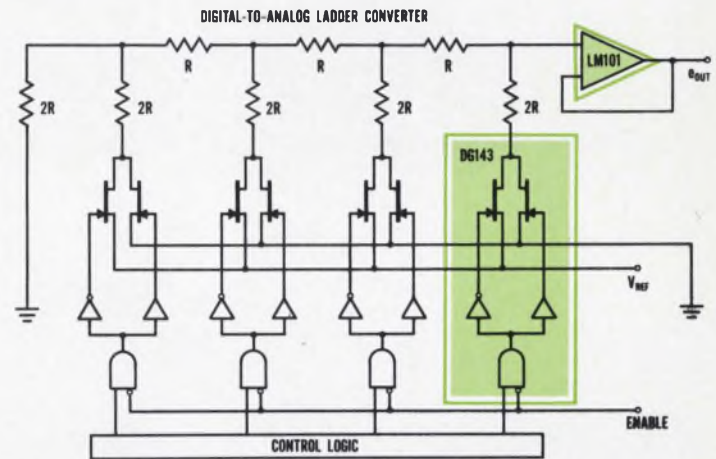 DIGITAL-TO-ANALOG LADDER CONVERTER
R
R
R
LM101
eOUT
2R
2R
2R
2R
2R
DG143
VREF
ENABLE
CONTROL LOGIC